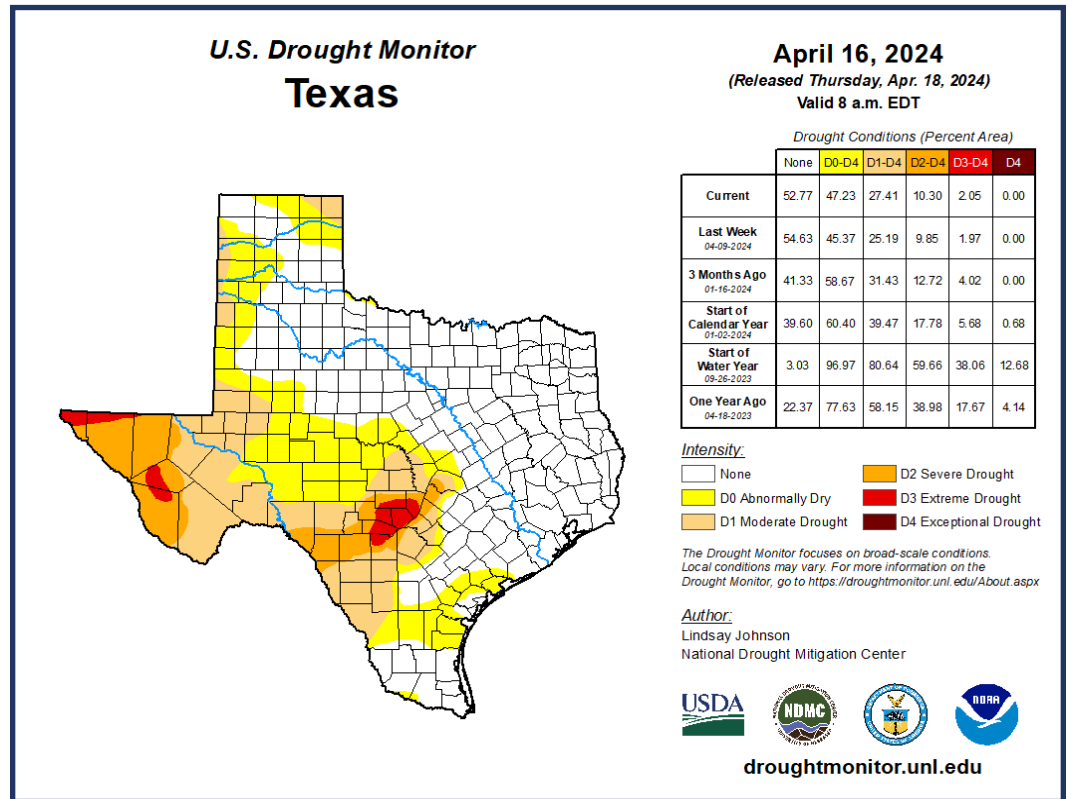 U.S. Drought Monitor
Texas
April 16, 2024
(Released Thursday, Apr. 18, 2024)
Valid 8 a.m. EDT
Drought Conditions (Percent Area)
None D0-D4 D1-D4 D2-D4 D3-D4 D4
Current 52.77 47.23 27.41 10.30 2.05 0.00
Last Week
04-09-2024 54.63 45.37 25.19 9.85 1.97 0.00
3 Months Ago
01-16-2024 41.33 58.67 31.43 12.72 4.02 0.00
Start of
Calendar Year
01-02-2024 39.60 60.40 39.47 17.78 5.68 0.68
Start of
Water Year
09-26-2023 3.03 96.97 80.64 59.66 38.06 12.68
One Year Ago
04-18-2023 22.37 77.63 58.15 38.98 17.67 4.14
Intensity:
None
D0 Abnormally Dry
D1 Moderate Drought
D2 Severe Drought
D3 Extreme Drought
D4 Exceptional Drought
The Drought Monitor focuses on broad-scale conditions.
Local conditions may vary. For more information on the
Drought Monitor, go to https://droughtmonitor.unl.edu/About.aspx
Author:
Lindsay Johnson
National Drought Mitigation Center
USDA
NDMC
NOAA
droughtmonitor.unl.edu